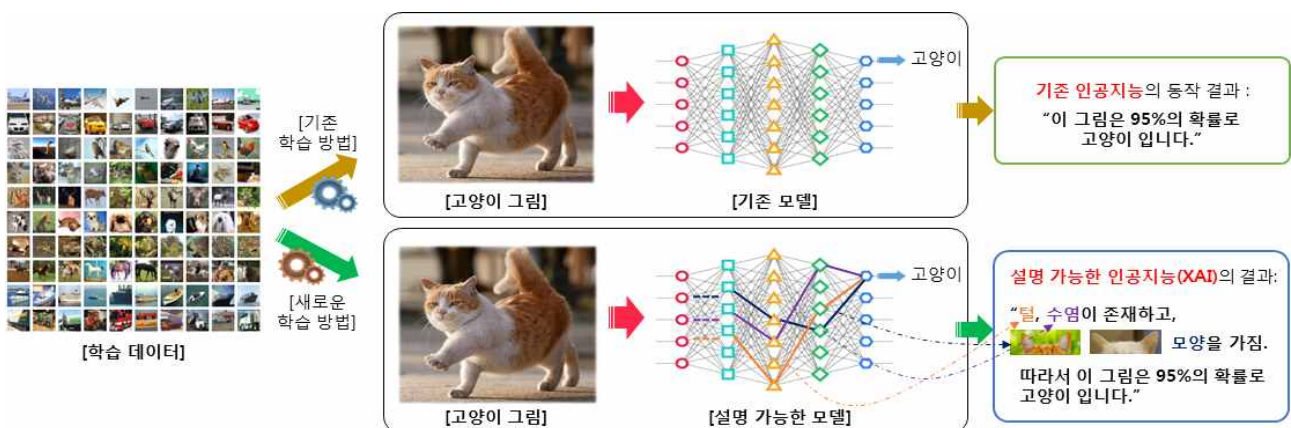 [학습 데이터]
[기존
학습 방법]
[새로운
학습 방법]
[고양이 그림]
[기존 모델]
고양이
기존 인공지능의 동작 결과 :
“이 그림은 95%의 확률로
고양이 입니다.”
[고양이 그림]
[설명 가능한 모델]
고양이
설명 가능한 인공지능(XAI)의 결과:
“털, 수염이 존재하고,
모양을 가짐.
따라서 이 그림은 95%의 확률로
고양이 입니다.”